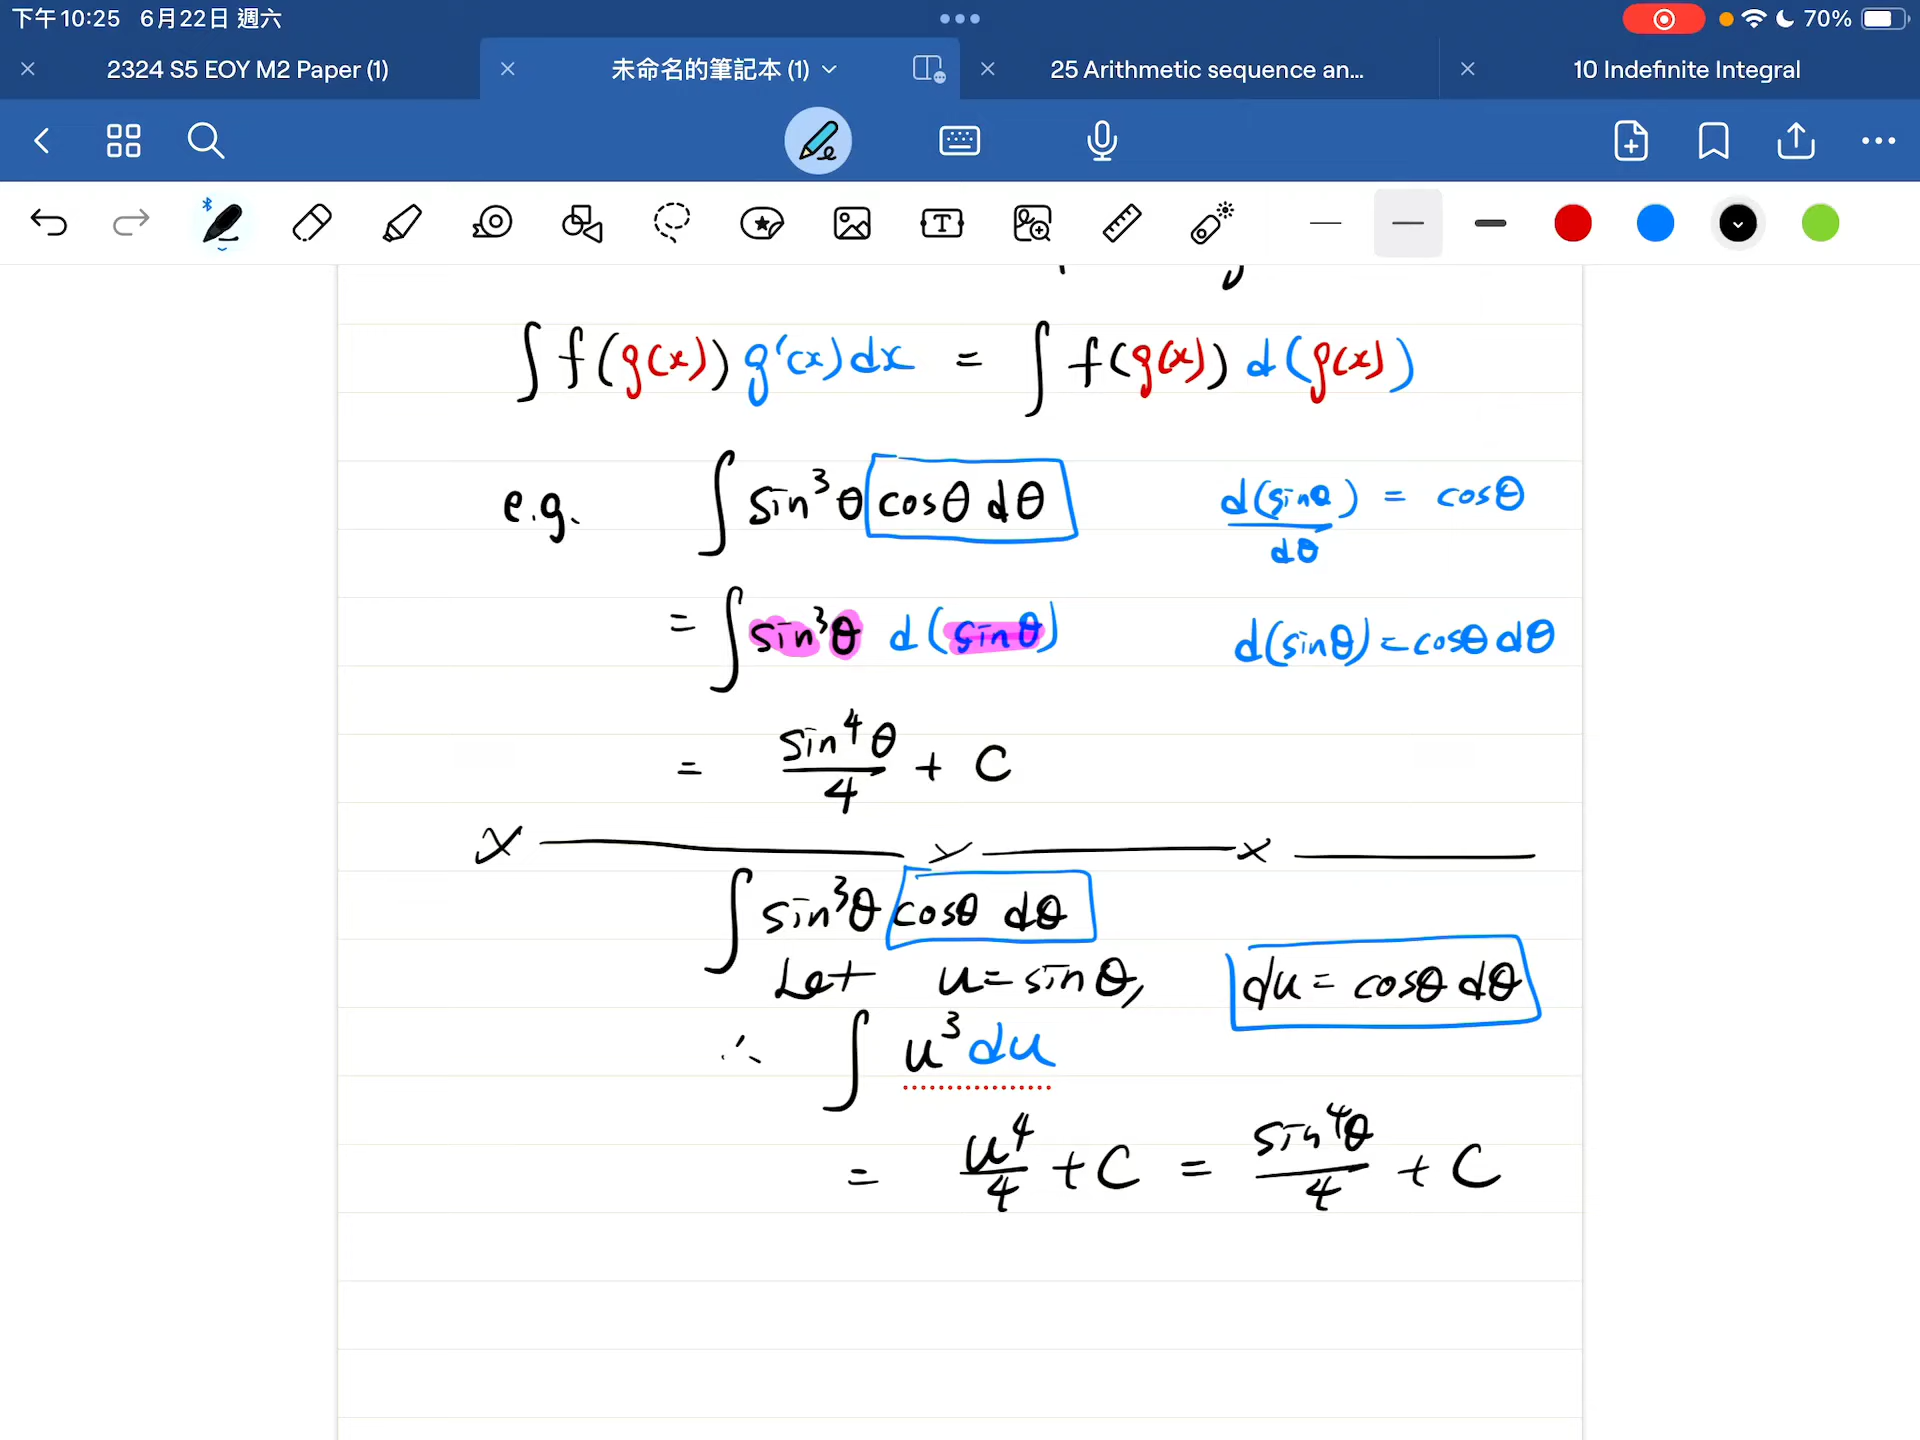 下午10:25 6月22日 週六 70%
2324 S5 EOY M2 Paper (1) 未命名的筆記本 (1) 25 Arithmetic sequence an... 10 Indefinite Integral
∫ f(g(x)) g'(x) dx = ∫ f(g(x)) d(g(x))
e.g. ∫ sin³θ cosθ dθ d(sinθ)/dθ = cosθ
= ∫ sin³θ d(sinθ) d(sinθ) = cosθ dθ
= sin⁴θ/4 + C
∫ sin³θ cosθ dθ
Let u = sinθ, du = cosθ dθ
∴ ∫ u³ du
= u⁴/4 + C = sin⁴θ/4 + C